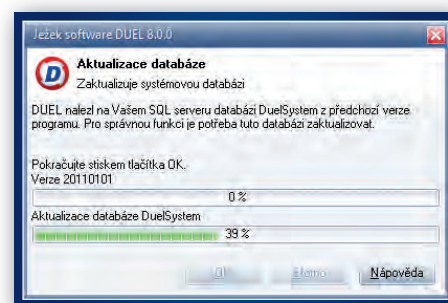 Ježek software DUEL 8.0.0
D
Aktualizace databáze
Zaktualizuje systémovou databázi
DUEL nalezl na Vašem SQL serveru databázi DuelSystem z předchozí verze
programu. Pro správnou funkci je potřeba tuto databázi zaktualizovat.
Pokračujte stiskem tlačítka OK.
Verze 20110101
0 %
Aktualizace databáze DuelSystem
39 %
OK
Storno
Nápověda